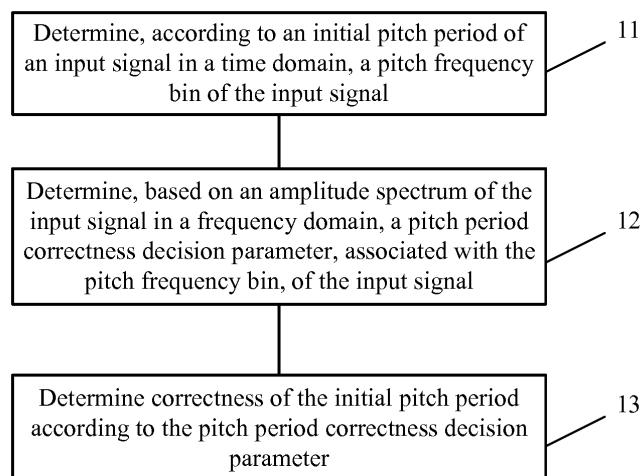 Determine, according to an initial pitch period of
an input signal in a time domain, a pitch frequency
bin of the input signal
11
Determine, based on an amplitude spectrum of the
input signal in a frequency domain, a pitch period
correctness decision parameter, associated with the
pitch frequency bin, of the input signal
12
Determine correctness of the initial pitch period
according to the pitch period correctness decision
parameter
13